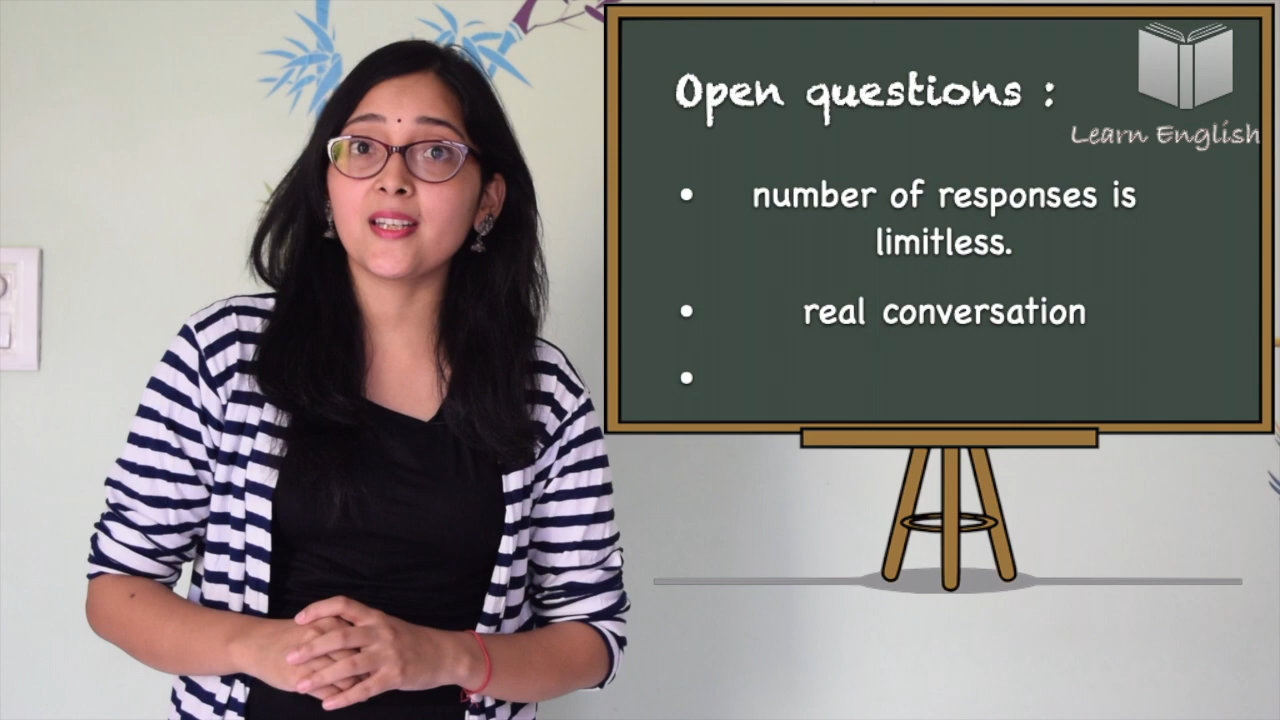 Open questions :
Learn English
• number of responses is
limitless.
• real conversation
•